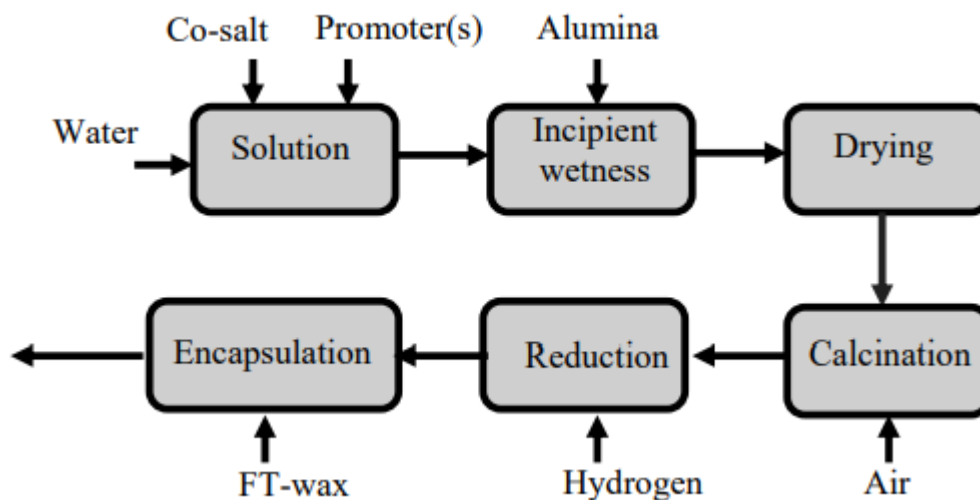 Co-salt
Promoter(s)
Alumina
Water
Solution
Incipient
wetness
Drying
Encapsulation
Reduction
Calcination
FT-wax
Hydrogen
Air